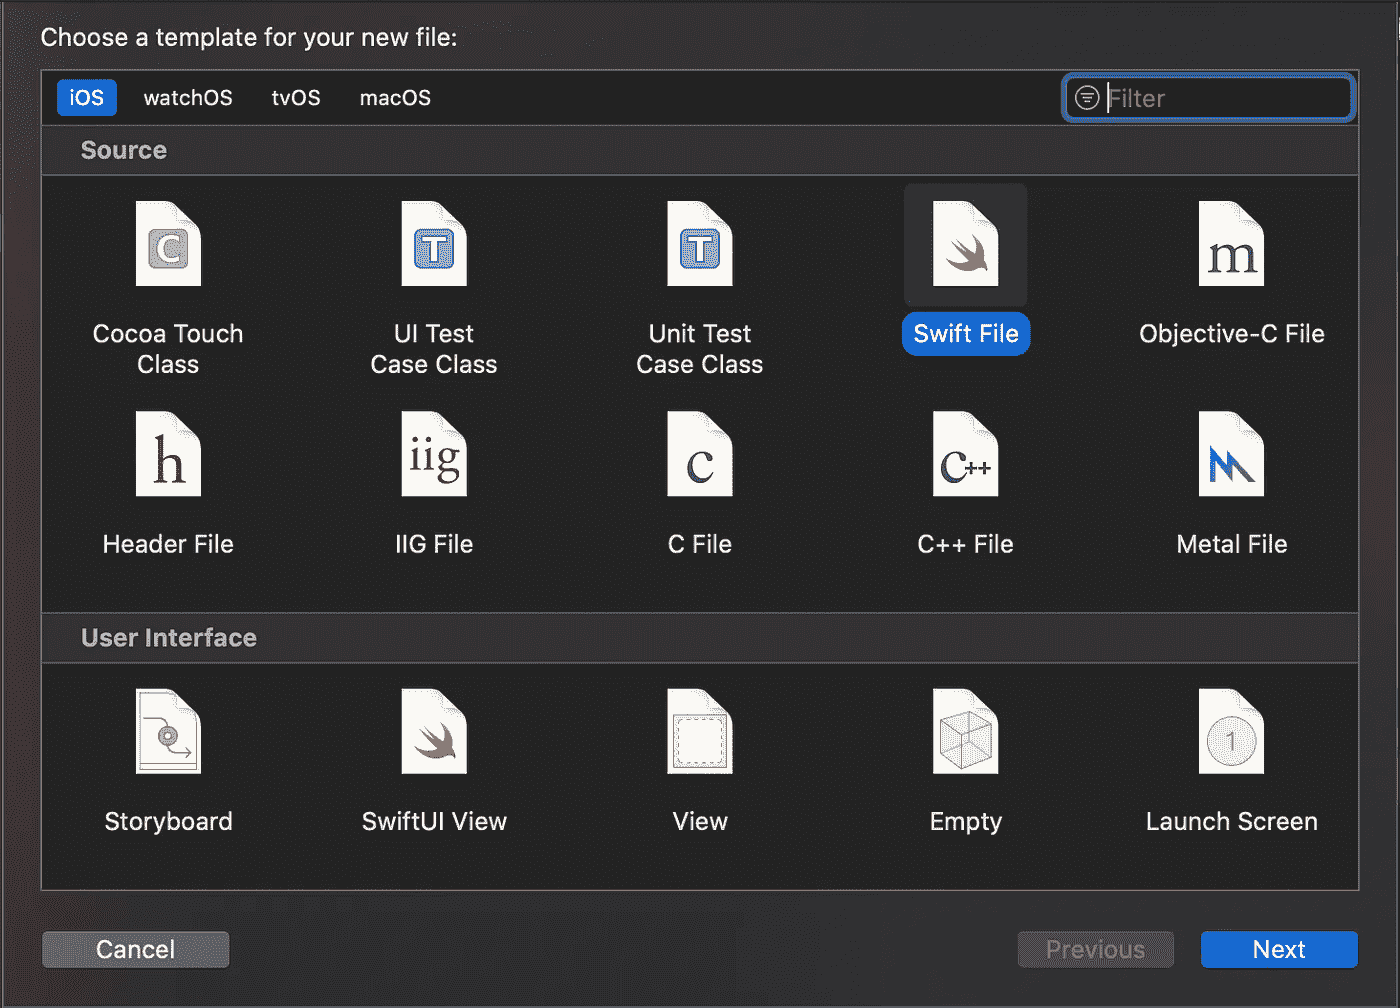 Choose a template for your new file:
iOS watchOS tvOS macOS Filter
Source
C T T m
Cocoa Touch Class
UI Test Case Class
Unit Test Case Class
Swift File
Objective-C File
h iig c C++
Header File IIG File C File C++ File Metal File
User Interface
1
Storyboard SwiftUI View View Empty Launch Screen
Cancel Previous Next